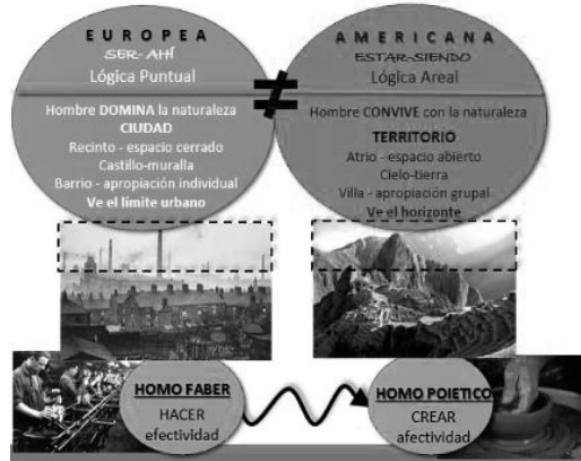 EUROPEA
SER-AHÍ
Lógica Puntual
Hombre DOMINA la naturaleza
CIUDAD
Recinto - espacio cerrado
Castillo-muralla
Barrio - apropiación individual
Ve el límite urbano
≠
AMERICANA
ESTAR-SIENDO
Lógica Areal
Hombre CONVIVE con la naturaleza
TERRITORIO
Atrio - espacio abierto
Cielo-tierra
Villa - apropiación grupal
Ve el horizonte
HOMO FABER
HACER
efectividad
HOMO POIETICO
CREAR
afectividad